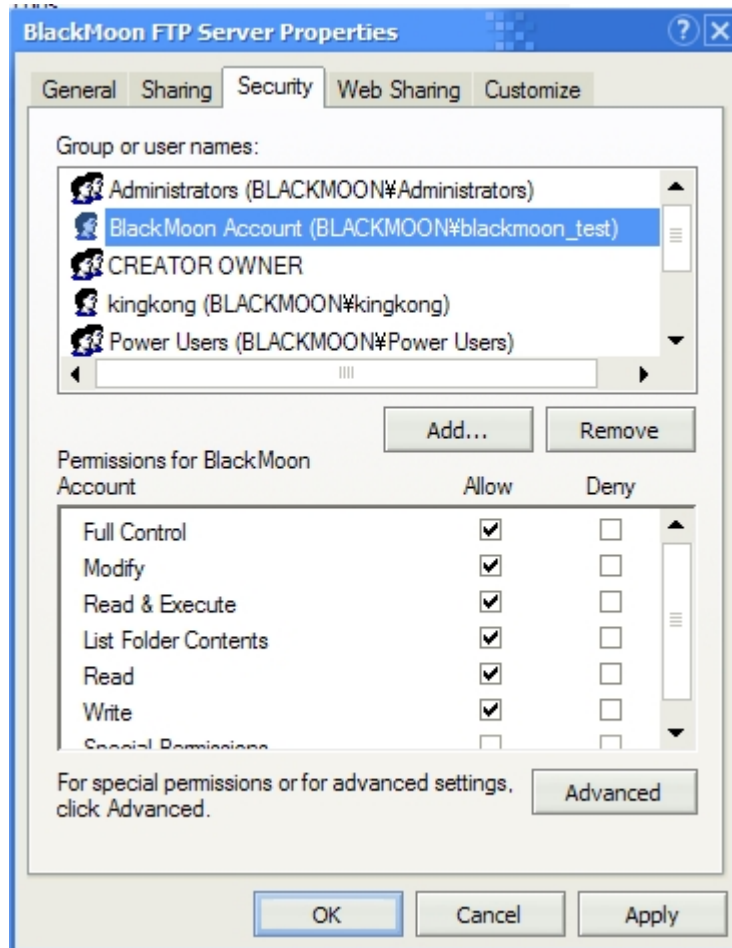 BlackMoon FTP Server Properties
General Sharing Security Web Sharing Customize
Group or user names:
Administrators (BLACKMOON¥Administrators)
BlackMoon Account (BLACKMOON¥blackmoon_test)
CREATOR OWNER
kingkong (BLACKMOON¥kingkong)
Power Users (BLACKMOON¥Power Users)
Add... Remove
Permissions for BlackMoon
Account Allow Deny
Full Control
Modify
Read & Execute
List Folder Contents
Read
Write
Special Permissions
For special permissions or for advanced settings,
click Advanced.
Advanced
OK Cancel Apply